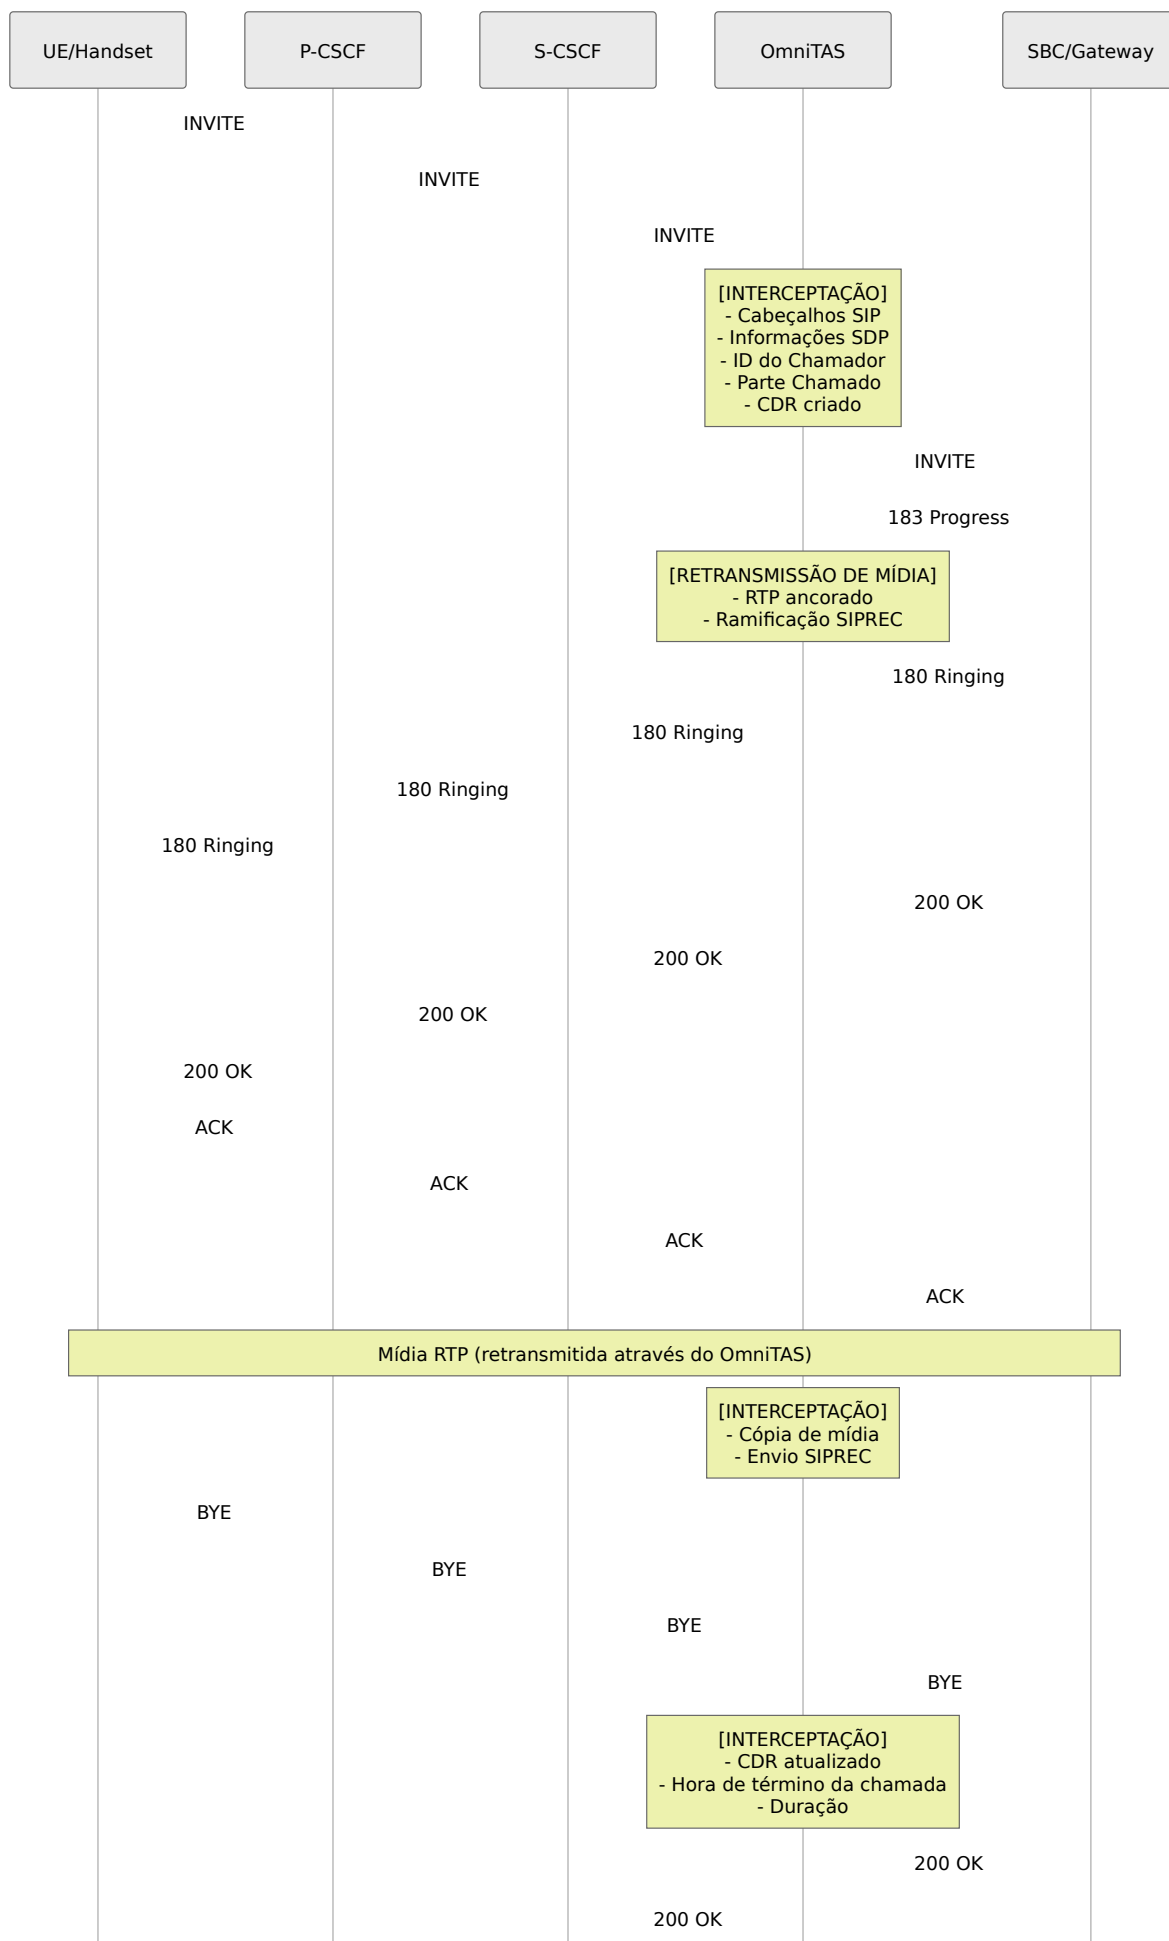 UE/Handset
P-CSCF
S-CSCF
OmniTAS
SBC/Gateway
INVITE
INVITE
INVITE
[INTERCEPTAÇÃO]
- Cabeçalhos SIP
- Informações SDP
- ID do Chamador
- Parte Chamado
- CDR criado
INVITE
183 Progress
[RETRANSMISSÃO DE MÍDIA]
- RTP ancorado
- Ramificação SIPREC
180 Ringing
180 Ringing
180 Ringing
180 Ringing
200 OK
200 OK
200 OK
200 OK
ACK
ACK
ACK
ACK
Mídia RTP (retransmitida através do OmniTAS)
[INTERCEPTAÇÃO]
- Cópia de mídia
- Envio SIPREC
BYE
BYE
BYE
BYE
[INTERCEPTAÇÃO]
- CDR atualizado
- Hora de término da chamada
- Duração
200 OK
200 OK